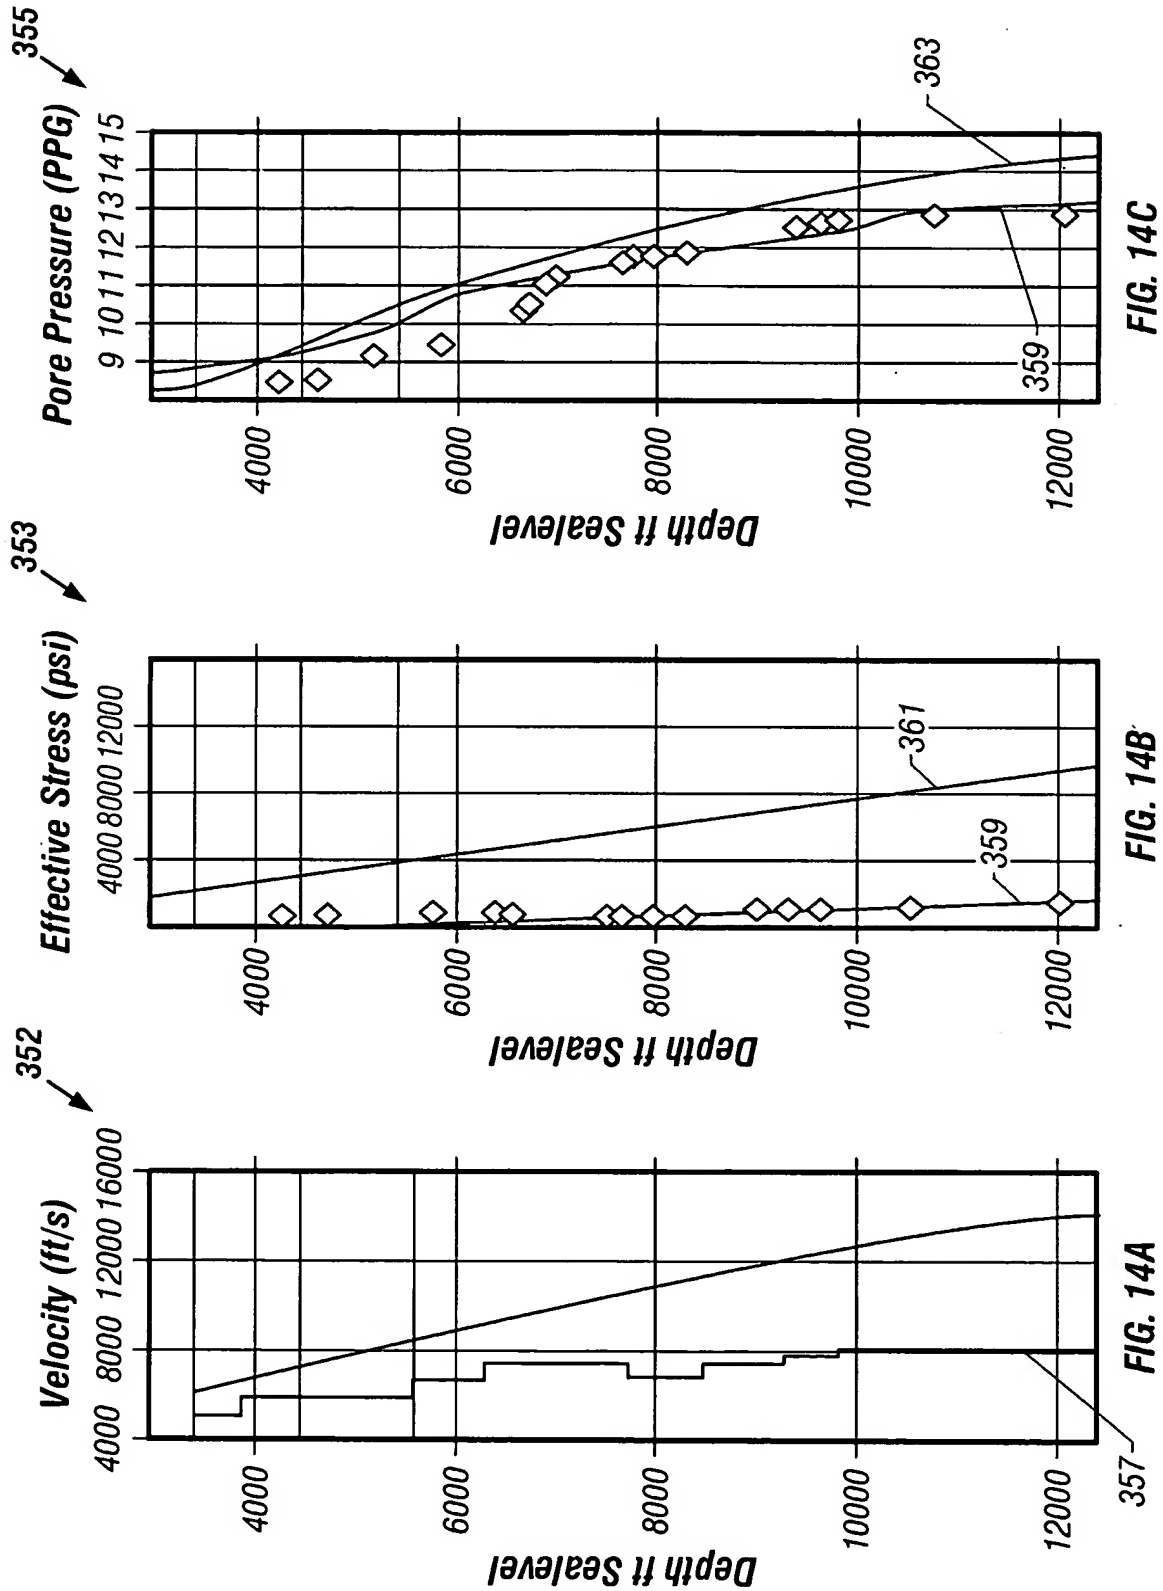 352
Velocity (ft/s)
4000 8000 12000 16000
Depth ft Sealevel
4000
6000
8000
10000
12000
357
FIG. 14A
353
Effective Stress (psi)
4000 8000 12000
Depth ft Sealevel
4000
6000
8000
10000
12000
361
359
FIG. 14B
355
Pore Pressure (PPG)
9 10 11 12 13 14 15
Depth ft Sealevel
4000
6000
8000
10000
12000
363
359
FIG. 14C